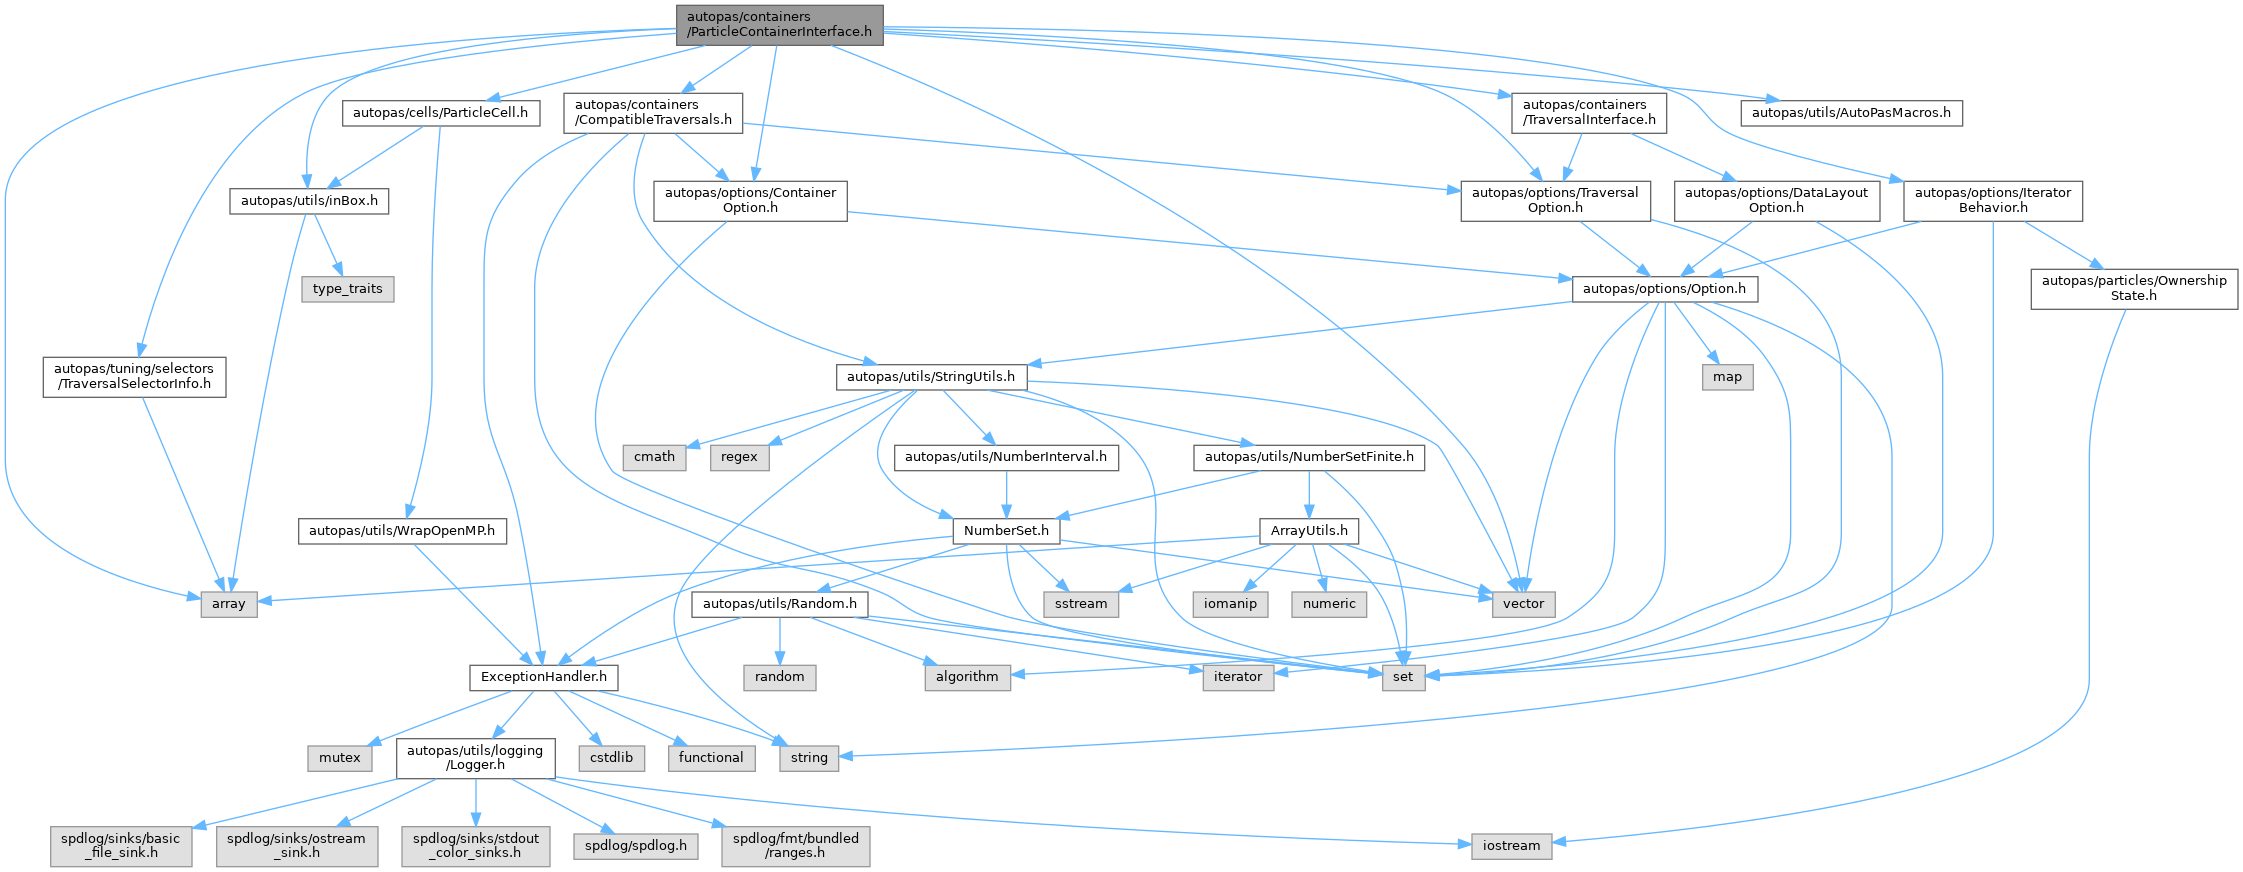 autopas/containers
/ParticleContainerInterface.h
autopas/cells/ParticleCell.h
autopas/containers
/CompatibleTraversals.h
autopas/containers
/TraversalInterface.h
autopas/utils/AutoPasMacros.h
autopas/utils/inBox.h
autopas/options/Container
Option.h
autopas/options/Traversal
Option.h
autopas/options/DataLayout
Option.h
autopas/options/Iterator
Behavior.h
type_traits
autopas/options/Option.h
autopas/particles/Ownership
State.h
autopas/tuning/selectors
/TraversalSelectorInfo.h
autopas/utils/StringUtils.h
map
cmath
regex
autopas/utils/NumberInterval.h
autopas/utils/NumberSetFinite.h
autopas/utils/WrapOpenMP.h
NumberSet.h
ArrayUtils.h
array
autopas/utils/Random.h
sstream
iomanip
numeric
vector
ExceptionHandler.h
random
algorithm
iterator
set
mutex
autopas/utils/logging
/Logger.h
cstdlib
functional
string
spdlog/sinks/basic
_file_sink.h
spdlog/sinks/ostream
_sink.h
spdlog/sinks/stdout
_color_sinks.h
spdlog/spdlog.h
spdlog/fmt/bundled
/ranges.h
iostream